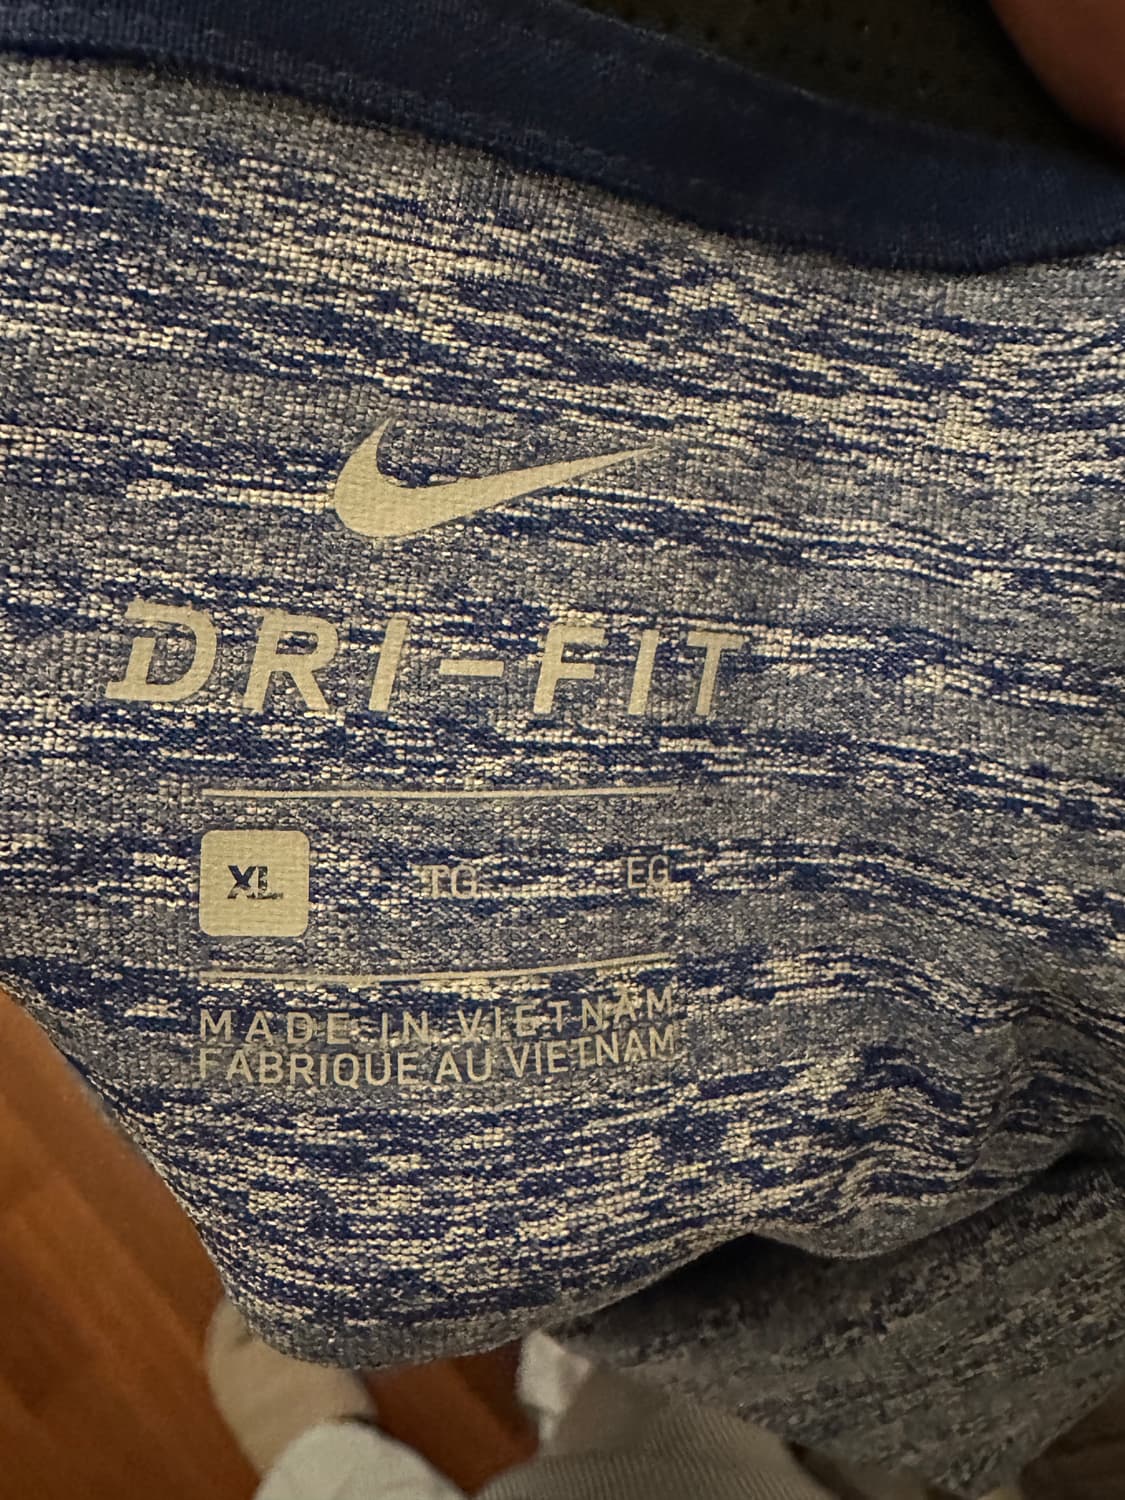 DRI-FIT
XL TG EG
MADE IN VIETNAM
FABRIQUE AU VIETNAM